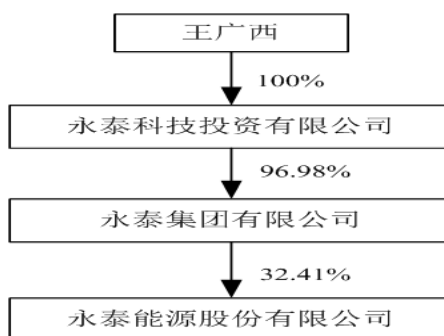 王广西
100%
永泰科技投资有限公司
96.98%
永泰集团有限公司
32.41%
永泰能源股份有限公司